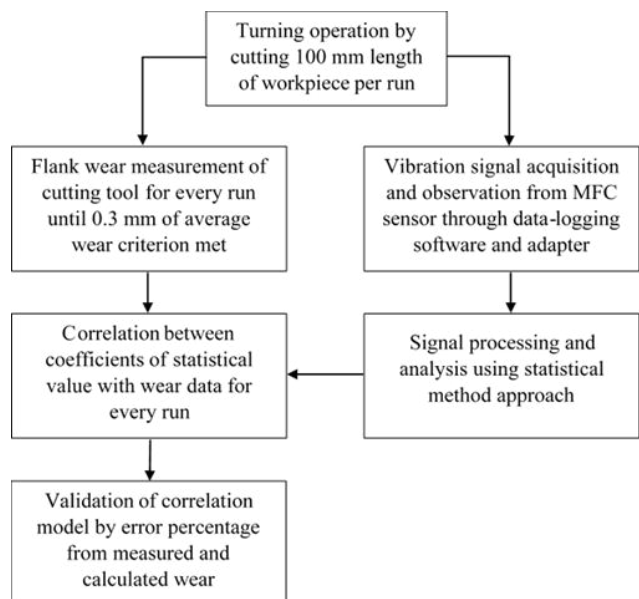 Turning operation by
cutting 100 mm length
of workpiece per run
Flank wear measurement of
cutting tool for every run
until 0.3 mm of average
wear criterion met
Vibration signal acquisition
and observation from MFC
sensor through data-logging
software and adapter
Correlation between
coefficients of statistical
value with wear data for
every run
Signal processing and
analysis using statistical
method approach
Validation of correlation
model by error percentage
from measured and
calculated wear